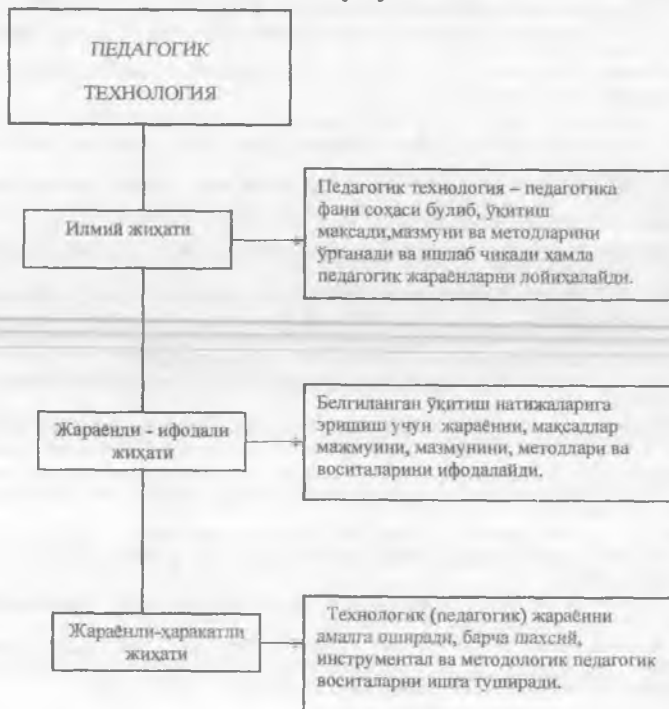 ПЕДАГОГИК
ТЕХНОЛОГИЯ
Илмий жиҳати
Педагогик технология – педагогика
фани соҳаси булиб, ўқитиш
мақсади,мазмуни ва методларини
ўрганади ва ишлаб чиқади ҳамда
педагогик жараёнларни лойиҳалайди.
Жараёнли - ифодали
жиҳати
Белгиланган ўқитиш натижаларига
эришиш учун жараённи, мақсадлар
мажмуини, мазмунини, методлари ва
воситаларини ифодалайди.
Жараёнли-ҳаракатли
жиҳати
Технологик (педагогик) жараённи
амалга оширади, барча шахсий,
инструментал ва методологик педагогик
воситаларни ишга туширади.